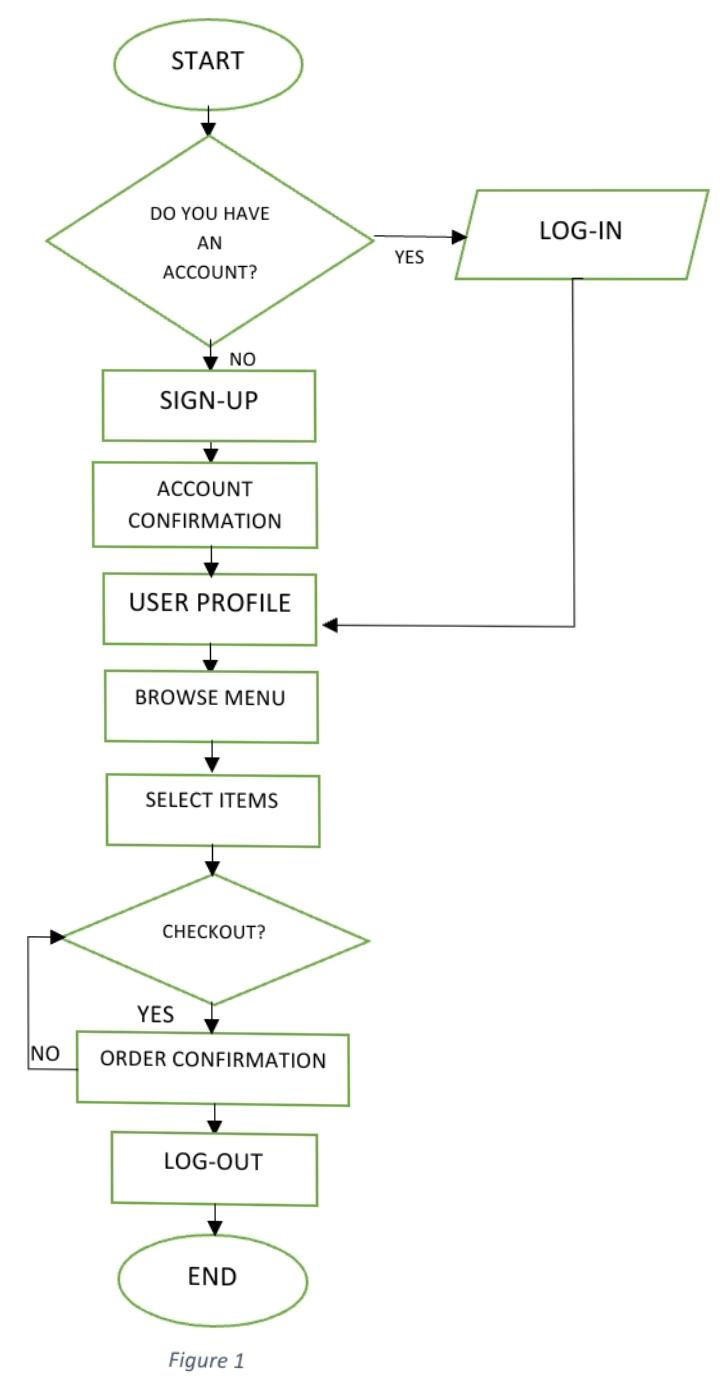 START
DO YOU HAVE
AN
ACCOUNT?
YES
LOG-IN
NO
SIGN-UP
ACCOUNT
CONFIRMATION
USER PROFILE
BROWSE MENU
SELECT ITEMS
CHECKOUT?
YES
NO
ORDER CONFIRMATION
LOG-OUT
END
Figure 1